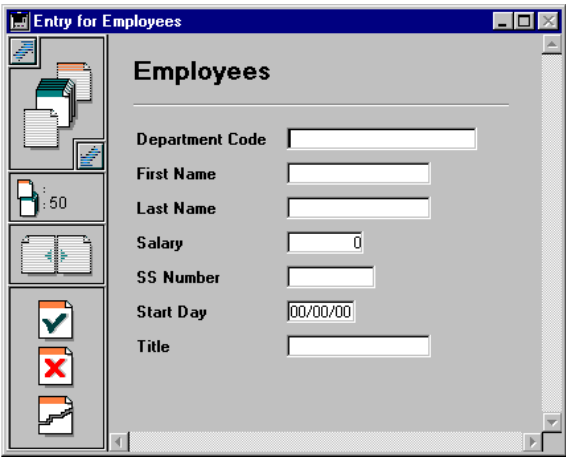 Entry for Employees
Employees
Department Code
First Name
: 50
Last Name
Salary 0
SS Number
Start Day 00/00/00
Title